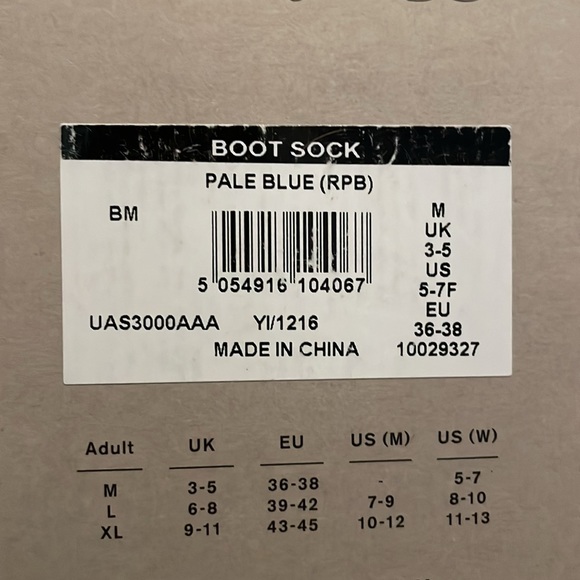 BOOT SOCK
PALE BLUE (RPB)
BM
5 054916 104067
M
UK
3-5
US
5-7F
EU
36-38
UAS3000AAA YI/1216
MADE IN CHINA 10029327
Adult UK EU US (M) US (W)
M 3-5 36-38 - 5-7
L 6-8 39-42 7-9 8-10
XL 9-11 43-45 10-12 11-13